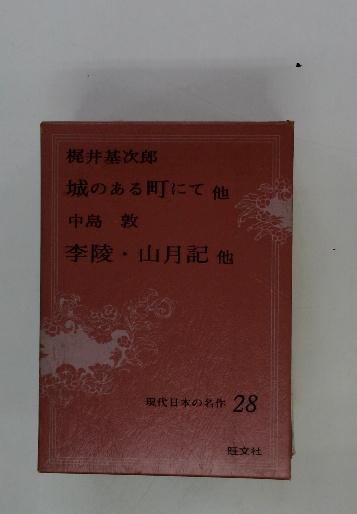 梶井基次郎
城のある町にて 他
中島 敦
李陵・山月記 他
現代日本の名作 28
旺文社